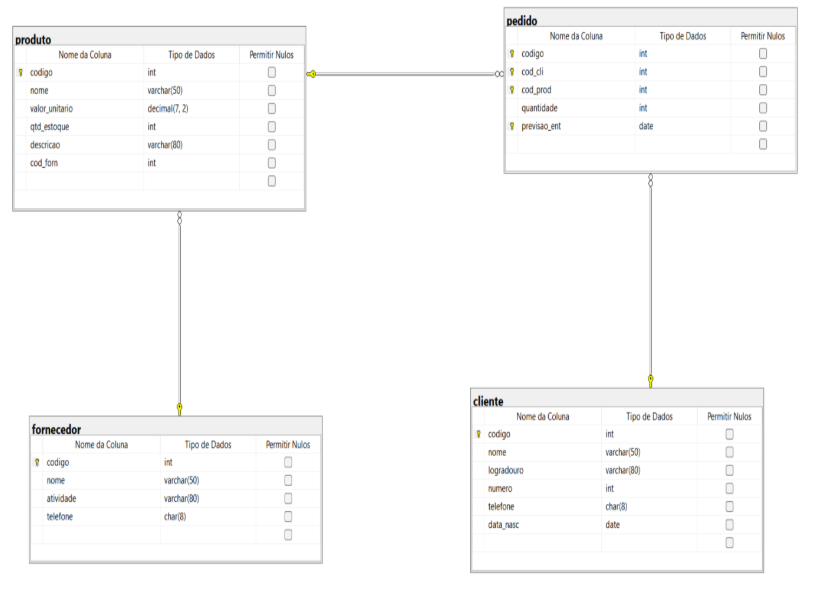 produto
Nome da Coluna Tipo de Dados Permitir Nulos
codigo int
nome varchar(50)
valor_unitario decimal(7, 2)
qtd_estoque int
descricao varchar(80)
cod_forn int
pedido
Nome da Coluna Tipo de Dados Permitir Nulos
codigo int
cod_cli int
cod_prod int
quantidade int
previsao_ent date
fornecedor
Nome da Coluna Tipo de Dados Permitir Nulos
codigo int
nome varchar(50)
atividade varchar(80)
telefone char(8)
cliente
Nome da Coluna Tipo de Dados Permitir Nulos
codigo int
nome varchar(50)
logradouro varchar(80)
numero int
telefone char(8)
data_nasc date